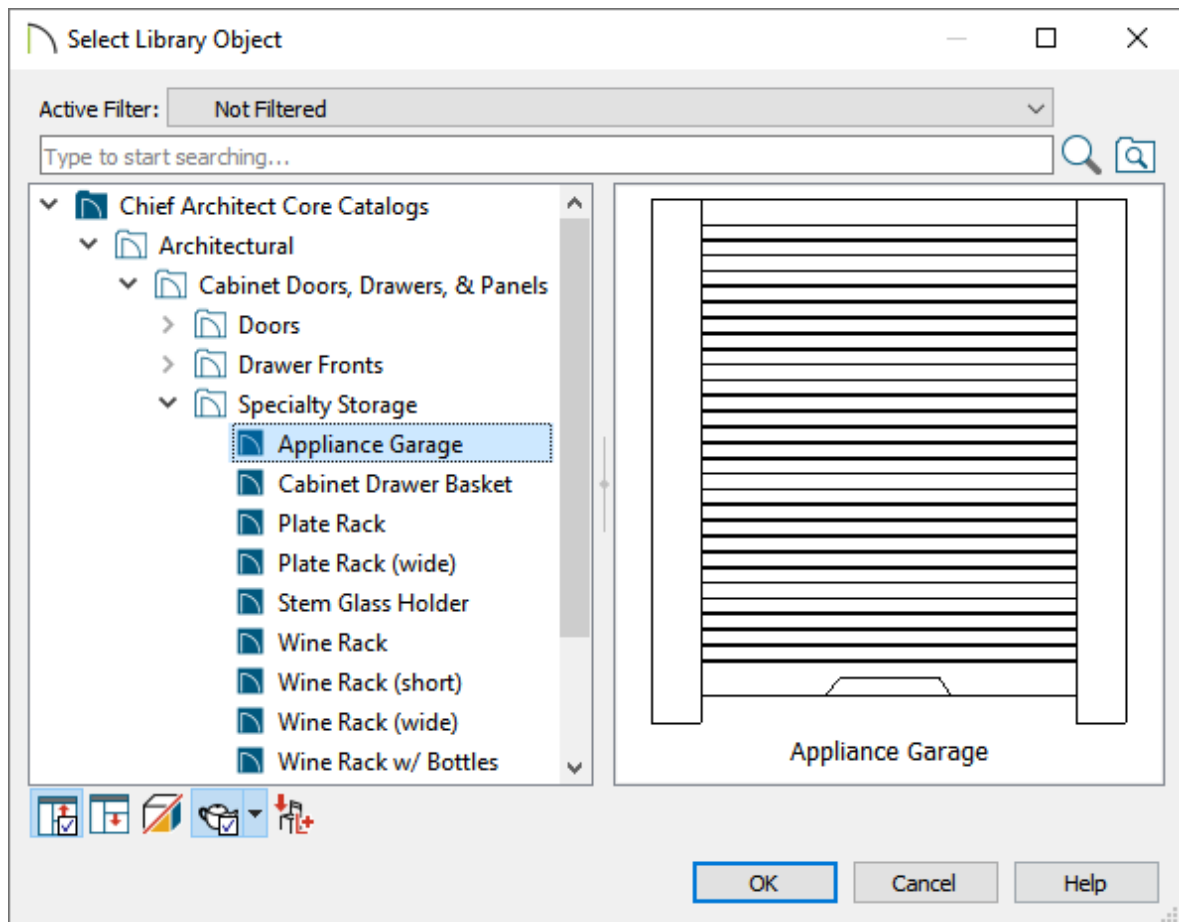 Select Library Object
Active Filter: Not Filtered
Type to start searching...
Chief Architect Core Catalogs
Architectural
Cabinet Doors, Drawers, & Panels
Doors
Drawer Fronts
Specialty Storage
Appliance Garage
Cabinet Drawer Basket
Plate Rack
Plate Rack (wide)
Stem Glass Holder
Wine Rack
Wine Rack (short)
Wine Rack (wide)
Wine Rack w/ Bottles
Appliance Garage
OK Cancel Help